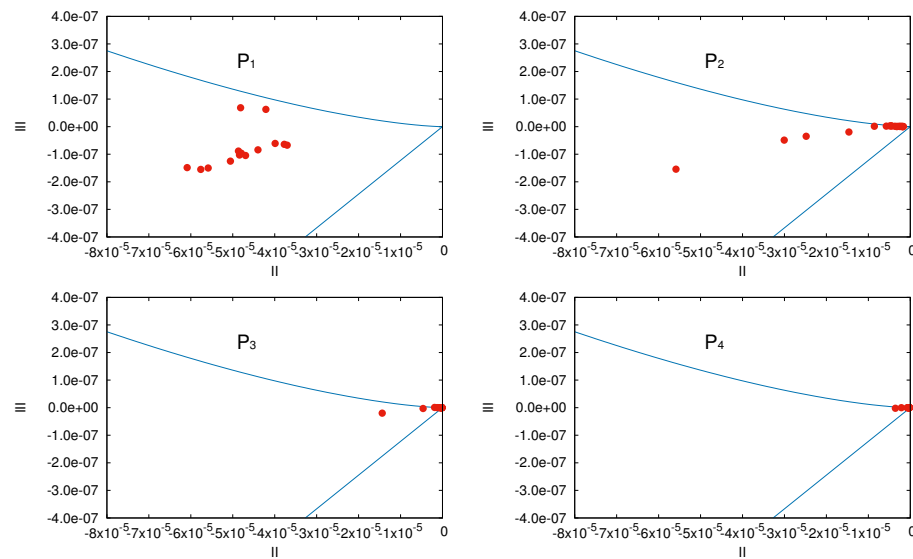 4.0e-07
3.0e-07
2.0e-07
1.0e-07
0.0e+00
-1.0e-07
-2.0e-07
-3.0e-07
-4.0e-07
III
P₁
-8x10⁻⁵ -7x10⁻⁵ -6x10⁻⁵ -5x10⁻⁵ -4x10⁻⁵ -3x10⁻⁵ -2x10⁻⁵ -1x10⁻⁵ 0
II
4.0e-07
3.0e-07
2.0e-07
1.0e-07
0.0e+00
-1.0e-07
-2.0e-07
-3.0e-07
-4.0e-07
III
P₂
-8x10⁻⁵ -7x10⁻⁵ -6x10⁻⁵ -5x10⁻⁵ -4x10⁻⁵ -3x10⁻⁵ -2x10⁻⁵ -1x10⁻⁵ 0
II
4.0e-07
3.0e-07
2.0e-07
1.0e-07
0.0e+00
-1.0e-07
-2.0e-07
-3.0e-07
-4.0e-07
III
P₃
-8x10⁻⁵ -7x10⁻⁵ -6x10⁻⁵ -5x10⁻⁵ -4x10⁻⁵ -3x10⁻⁵ -2x10⁻⁵ -1x10⁻⁵ 0
II
4.0e-07
3.0e-07
2.0e-07
1.0e-07
0.0e+00
-1.0e-07
-2.0e-07
-3.0e-07
-4.0e-07
III
P₄
-8x10⁻⁵ -7x10⁻⁵ -6x10⁻⁵ -5x10⁻⁵ -4x10⁻⁵ -3x10⁻⁵ -2x10⁻⁵ -1x10⁻⁵ 0
II